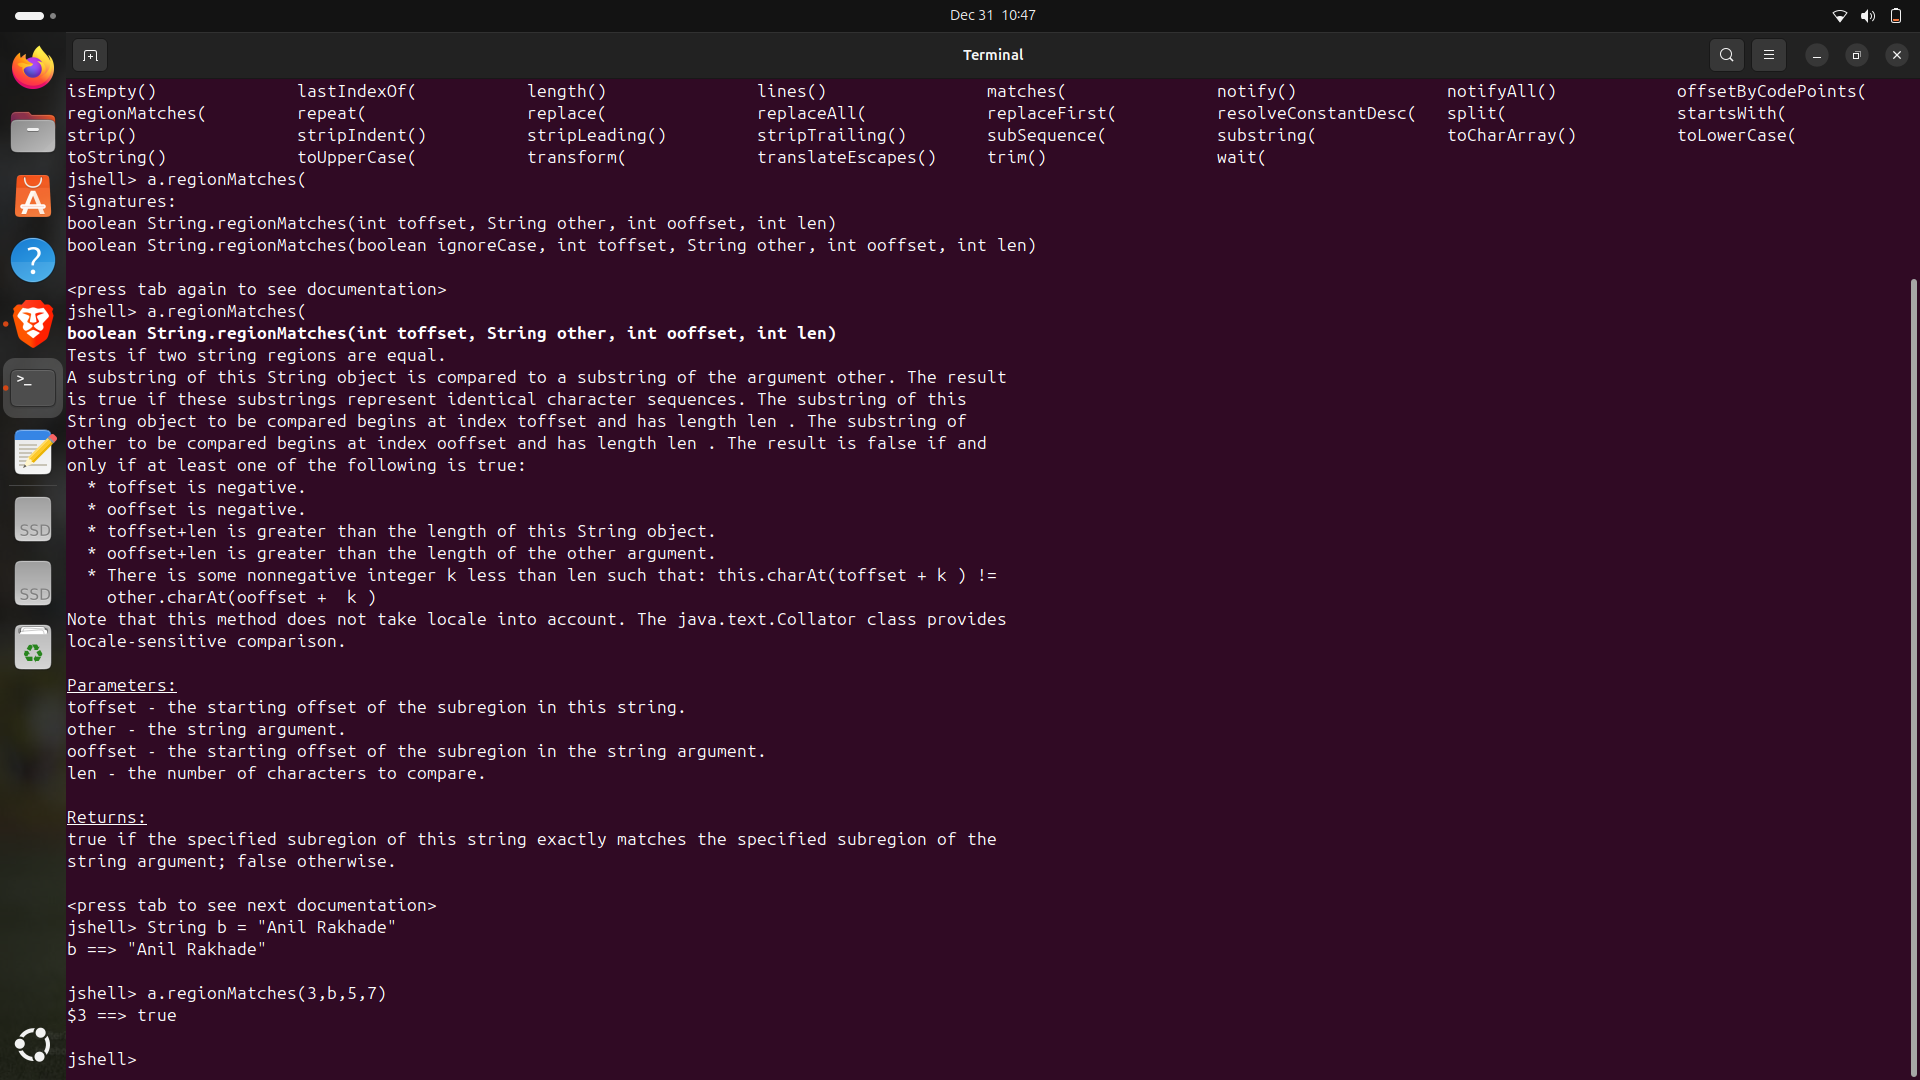 Dec 31 10:47
Terminal
isEmpty() lastIndexOf( length() lines() matches( notify() notifyAll() offsetByCodePoints(
regionMatches( repeat( replace( replaceAll( replaceFirst( resolveConstantDesc( split( startsWith(
strip() stripIndent() stripLeading() stripTrailing() subSequence( substring( toCharArray() toLowerCase(
toString() toUpperCase( transform( translateEscapes() trim() wait(
jshell> a.regionMatches(
Signatures:
boolean String.regionMatches(int toffset, String other, int ooffset, int len)
boolean String.regionMatches(boolean ignoreCase, int toffset, String other, int ooffset, int len)
<press tab again to see documentation>
jshell> a.regionMatches(
boolean String.regionMatches(int toffset, String other, int ooffset, int len)
Tests if two string regions are equal.
A substring of this String object is compared to a substring of the argument other. The result
is true if these substrings represent identical character sequences. The substring of this
String object to be compared begins at index toffset and has length len . The substring of
other to be compared begins at index ooffset and has length len . The result is false if and
only if at least one of the following is true:
* toffset is negative.
* ooffset is negative.
* toffset+len is greater than the length of this String object.
* ooffset+len is greater than the length of the other argument.
* There is some nonnegative integer k less than len such that: this.charAt(toffset + k ) !=
other.charAt(ooffset +  k )
Note that this method does not take locale into account. The java.text.Collator class provides
locale-sensitive comparison.
Parameters:
toffset - the starting offset of the subregion in this string.
other - the string argument.
ooffset - the starting offset of the subregion in the string argument.
len - the number of characters to compare.
Returns:
true if the specified subregion of this string exactly matches the specified subregion of the
string argument; false otherwise.
<press tab to see next documentation>
jshell> String b = "Anil Rakhade"
b ==> "Anil Rakhade"
jshell> a.regionMatches(3,b,5,7)
$3 ==> true
jshell>
SSD
SSD